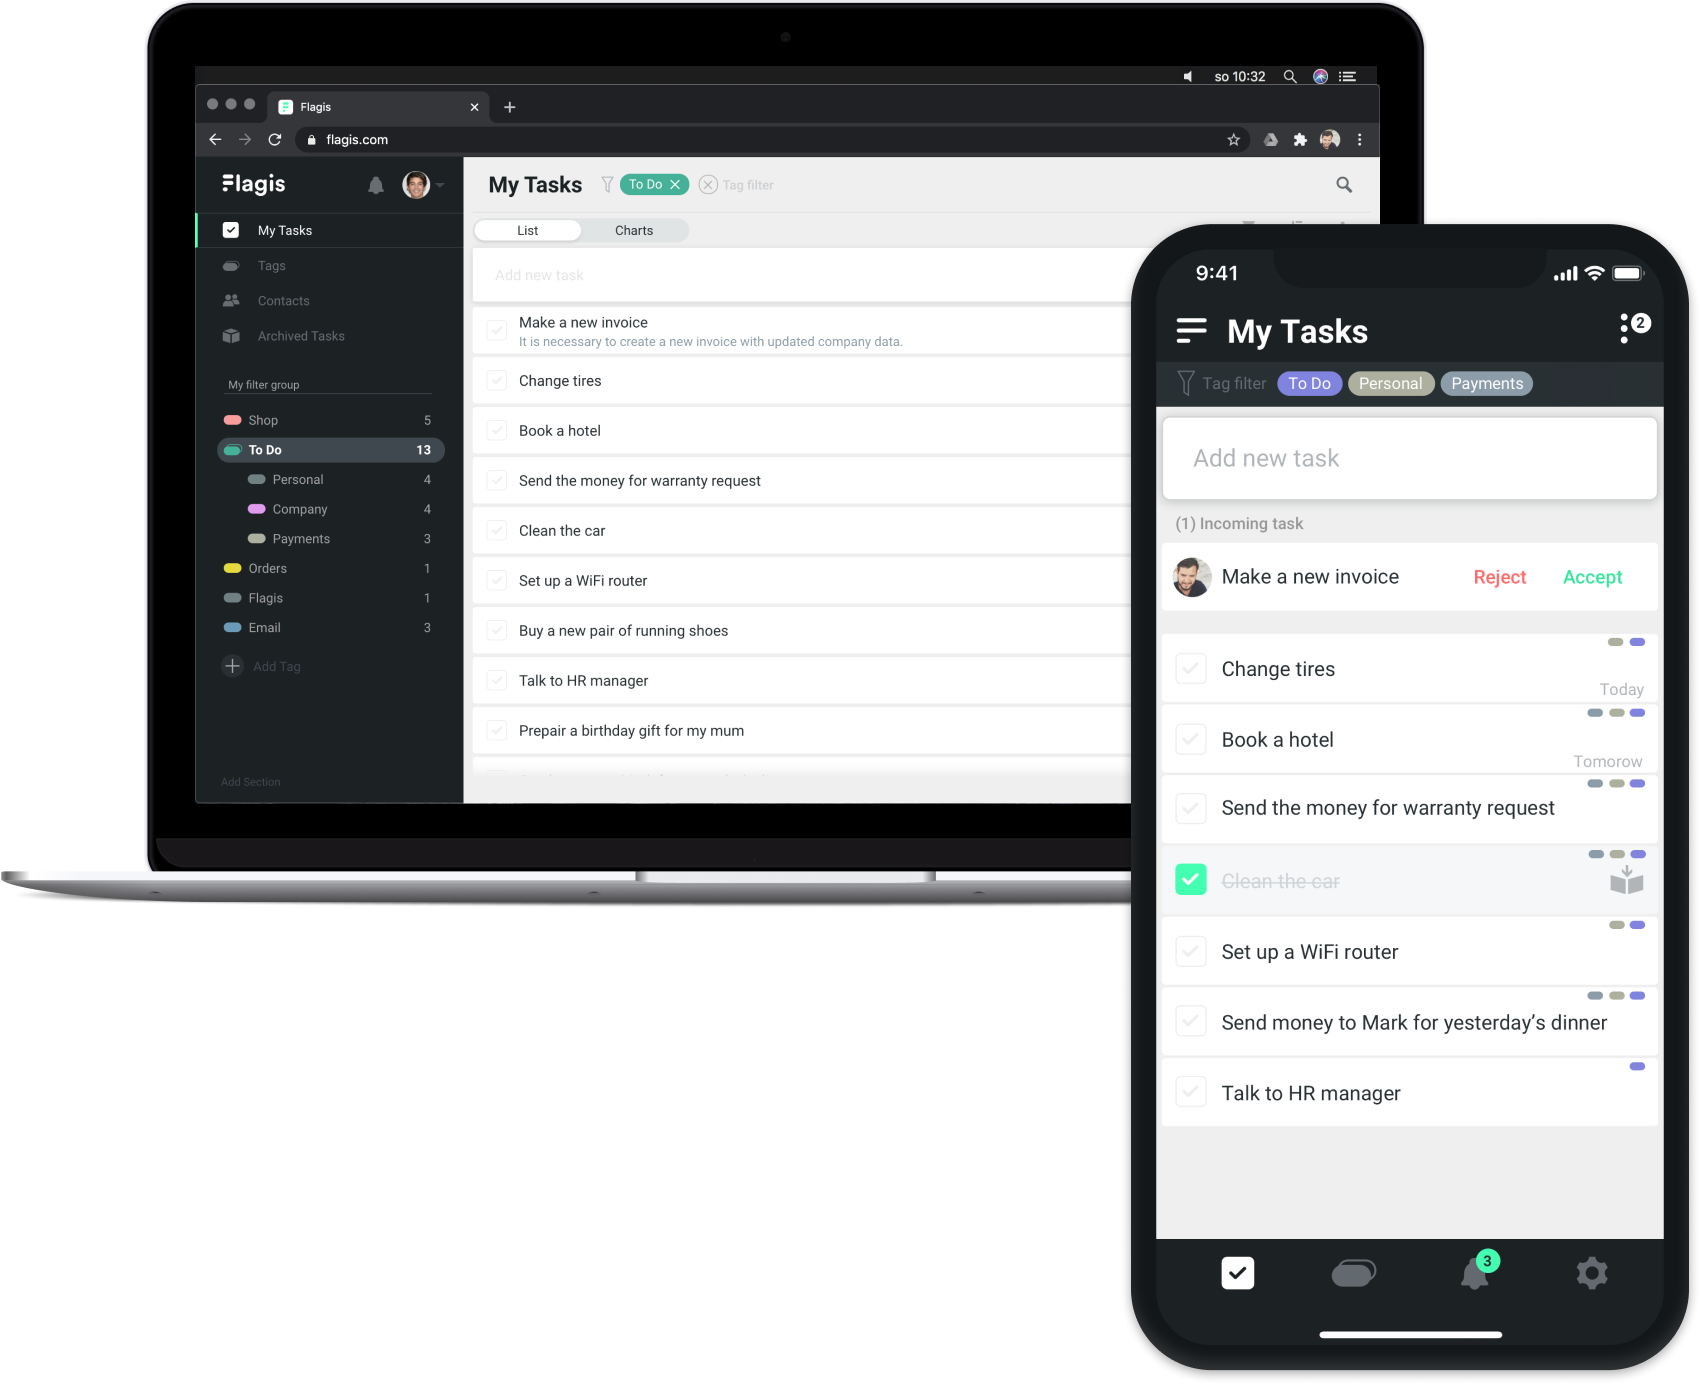 so 10:32
Flagis
flagis.com
Flagis
My Tasks
Tags
Contacts
Archived Tasks
My filter group
Shop 5
To Do 13
Personal 4
Company 4
Payments 3
Orders 1
Flagis 1
Email 3
Add Tag
Add Section
My Tasks To Do Tag filter
List Charts
Add new task
Make a new invoice
It is necessary to create a new invoice with updated company data.
Change tires
Book a hotel
Send the money for warranty request
Clean the car
Set up a WiFi router
Buy a new pair of running shoes
Talk to HR manager
Prepair a birthday gift for my mum
9:41
My Tasks 2
Tag filter To Do Personal Payments
Add new task
(1) Incoming task
Make a new invoice Reject Accept
Change tires
Today
Book a hotel
Tomorow
Send the money for warranty request
Clean the car
Set up a WiFi router
Send money to Mark for yesterday's dinner
Talk to HR manager
3